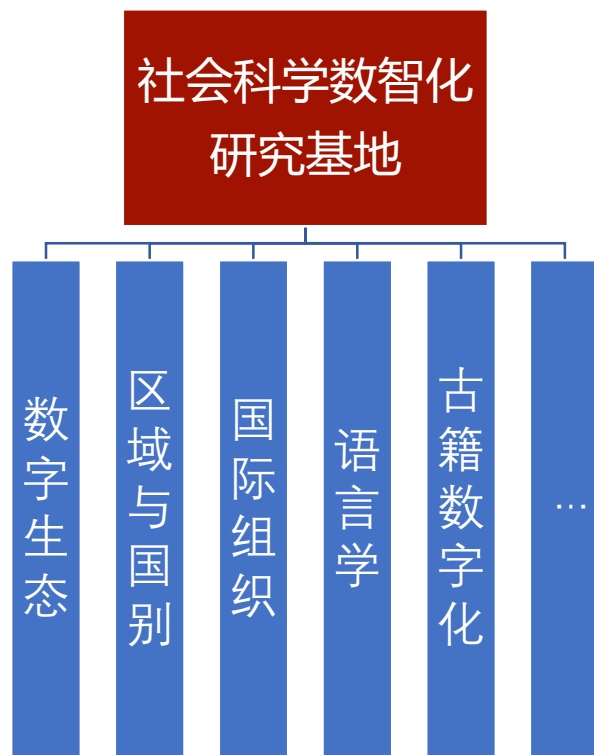 社会科学数智化
研究基地
数字生态
区域与国别
国际组织
语言学
古籍数字化
…